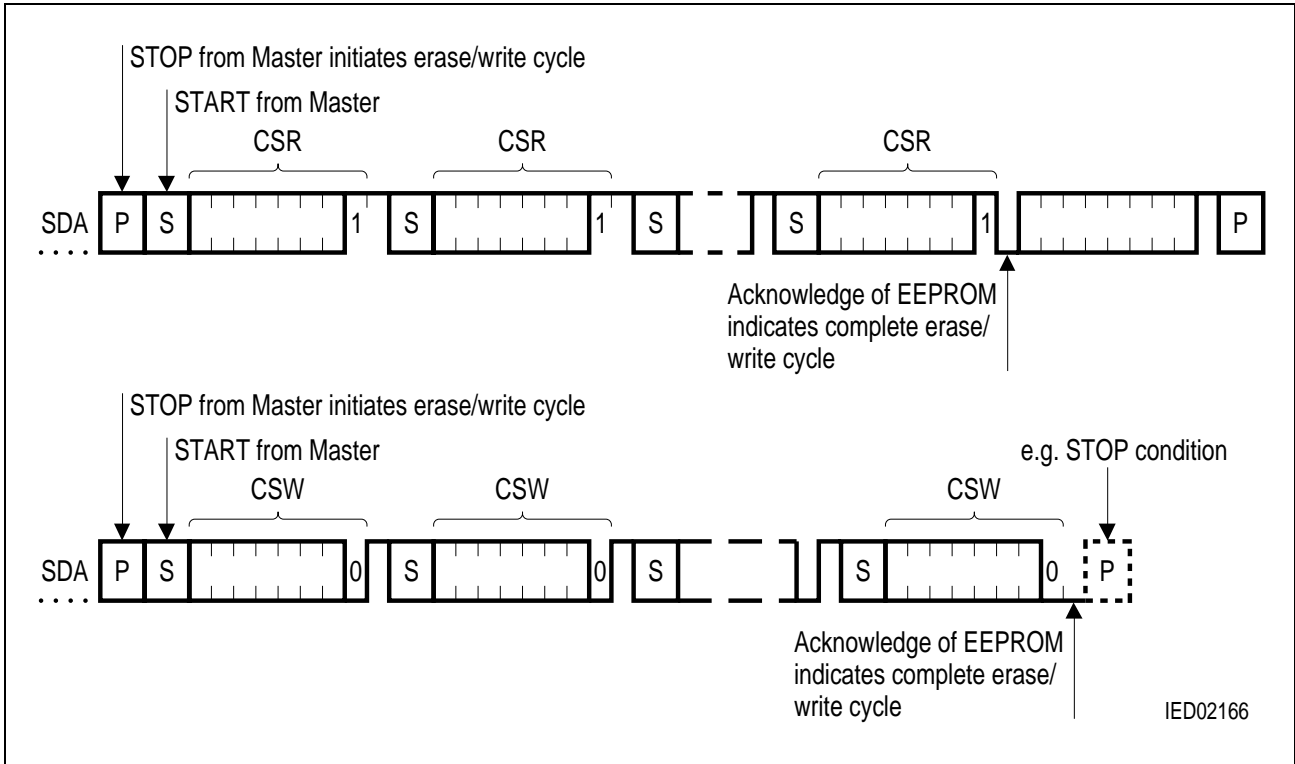 STOP from Master initiates erase/write cycle
START from Master
CSR CSR CSR
SDA P S 1 S 1 S S 1 P
. . . .
Acknowledge of EEPROM
indicates complete erase/
write cycle
STOP from Master initiates erase/write cycle
START from Master e.g. STOP condition
CSW CSW CSW
SDA P S 0 S 0 S S 0 P
. . . .
Acknowledge of EEPROM
indicates complete erase/
write cycle
IED02166